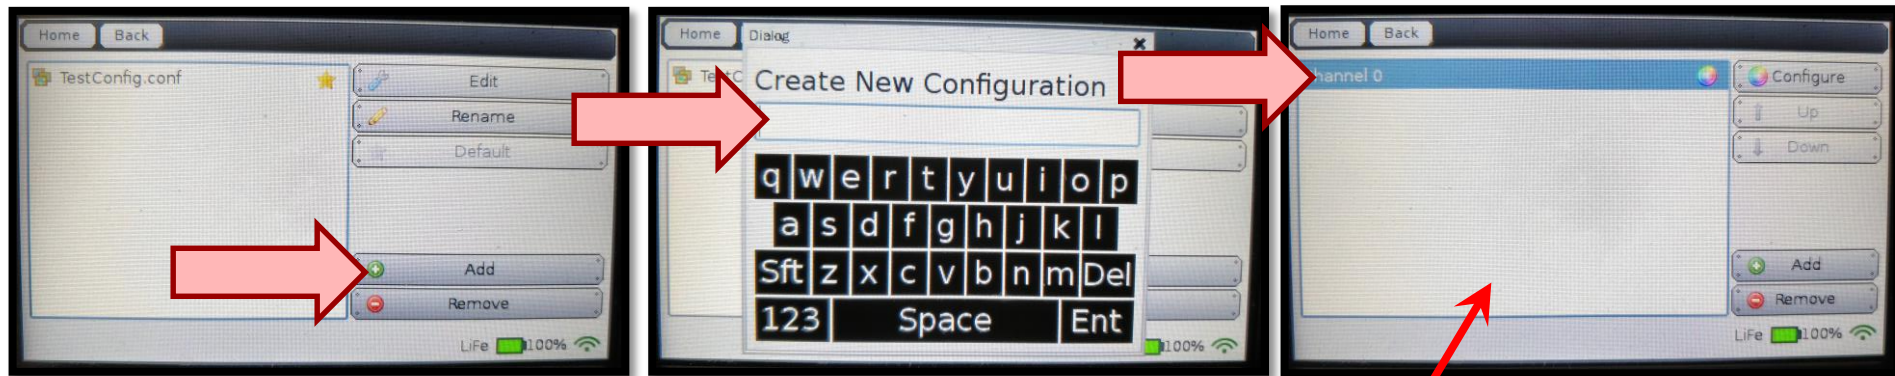 Home Back
TestConfig.conf
Edit
Rename
Default
Add
Remove
LiFe 100%
Home
Dialog
Create New Configuration
q w e r t y u i o p
a s d f g h j k l
Sft z x c v b n m Del
123 Space Ent
100%
Home Back
hannel 0
Configure
Up
Down
Add
Remove
LiFe 100%